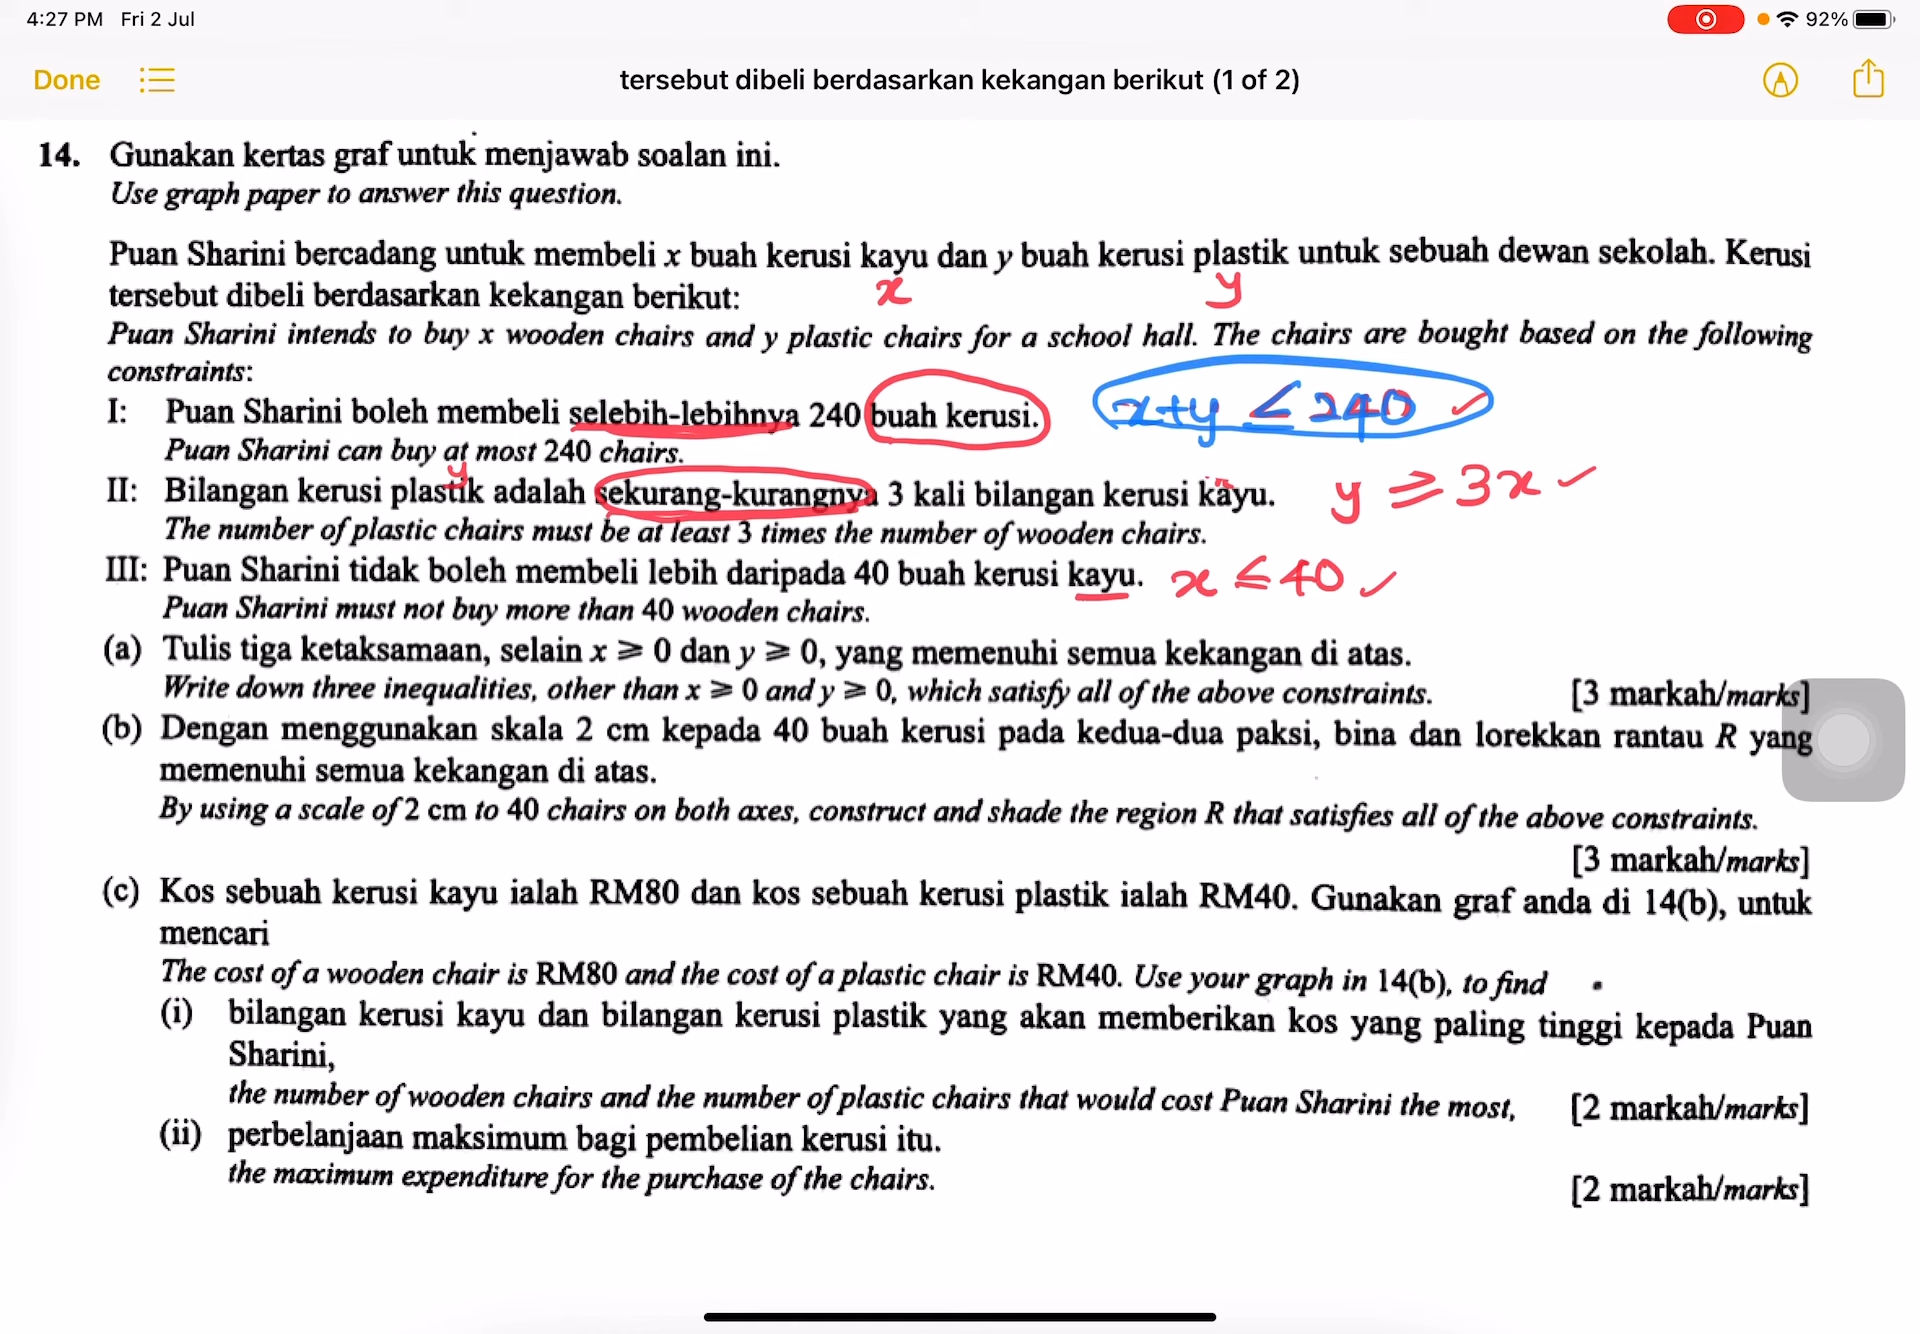 4:27 PM Fri 2 Jul
92%
Done
tersebut dibeli berdasarkan kekangan berikut (1 of 2)
14. Gunakan kertas graf untuk menjawab soalan ini.
Use graph paper to answer this question.
Puan Sharini bercadang untuk membeli x buah kerusi kayu dan y buah kerusi plastik untuk sebuah dewan sekolah. Kerusi
tersebut dibeli berdasarkan kekangan berikut:
x y
Puan Sharini intends to buy x wooden chairs and y plastic chairs for a school hall. The chairs are bought based on the following
constraints:
I: Puan Sharini boleh membeli selebih-lebihnya 240 buah kerusi. x+y ≤ 240 ✓
Puan Sharini can buy at most 240 chairs.
y
II: Bilangan kerusi plastik adalah sekurang-kurangnya 3 kali bilangan kerusi kayu. y ⩾ 3x ✓
The number of plastic chairs must be at least 3 times the number of wooden chairs.
III: Puan Sharini tidak boleh membeli lebih daripada 40 buah kerusi kayu. x ≤ 40 ✓
Puan Sharini must not buy more than 40 wooden chairs.
(a) Tulis tiga ketaksamaan, selain x ⩾ 0 dan y ⩾ 0, yang memenuhi semua kekangan di atas.
Write down three inequalities, other than x ⩾ 0 and y ⩾ 0, which satisfy all of the above constraints. [3 markah/marks]
(b) Dengan menggunakan skala 2 cm kepada 40 buah kerusi pada kedua-dua paksi, bina dan lorekkan rantau R yang
memenuhi semua kekangan di atas.
By using a scale of 2 cm to 40 chairs on both axes, construct and shade the region R that satisfies all of the above constraints.
[3 markah/marks]
(c) Kos sebuah kerusi kayu ialah RM80 dan kos sebuah kerusi plastik ialah RM40. Gunakan graf anda di 14(b), untuk
mencari
The cost of a wooden chair is RM80 and the cost of a plastic chair is RM40. Use your graph in 14(b), to find
(i) bilangan kerusi kayu dan bilangan kerusi plastik yang akan memberikan kos yang paling tinggi kepada Puan
Sharini,
the number of wooden chairs and the number of plastic chairs that would cost Puan Sharini the most, [2 markah/marks]
(ii) perbelanjaan maksimum bagi pembelian kerusi itu.
the maximum expenditure for the purchase of the chairs.
[2 markah/marks]